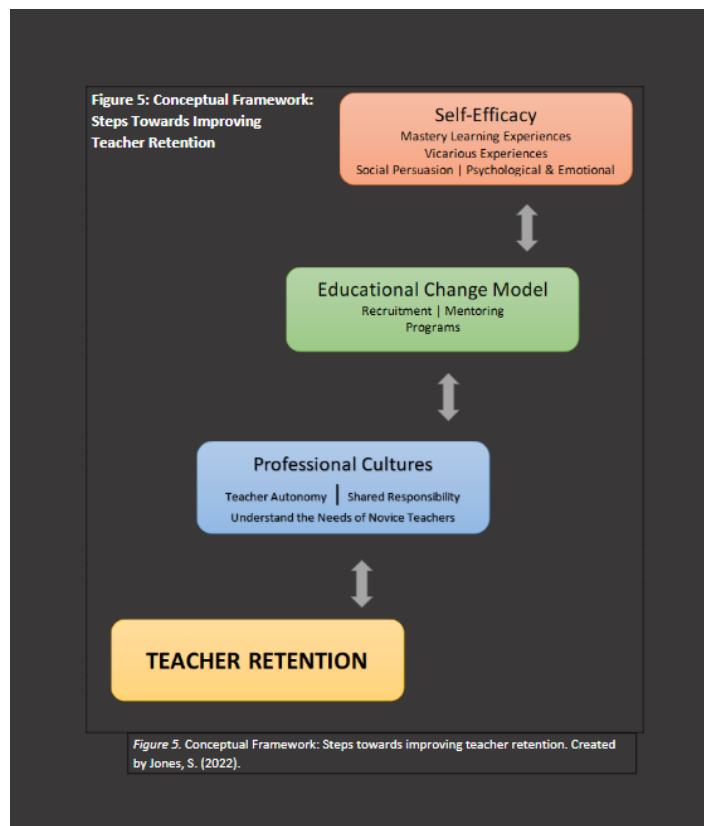 Figure 5: Conceptual Framework:
Steps Towards Improving
Teacher Retention
Self-Efficacy
Mastery Learning Experiences
Vicarious Experiences
Social Persuasion | Psychological & Emotional
Educational Change Model
Recruitment | Mentoring
Programs
Professional Cultures
Teacher Autonomy | Shared Responsibility
Understand the Needs of Novice Teachers
TEACHER RETENTION
Figure 5. Conceptual Framework: Steps towards improving teacher retention. Created
by Jones, S. (2022).